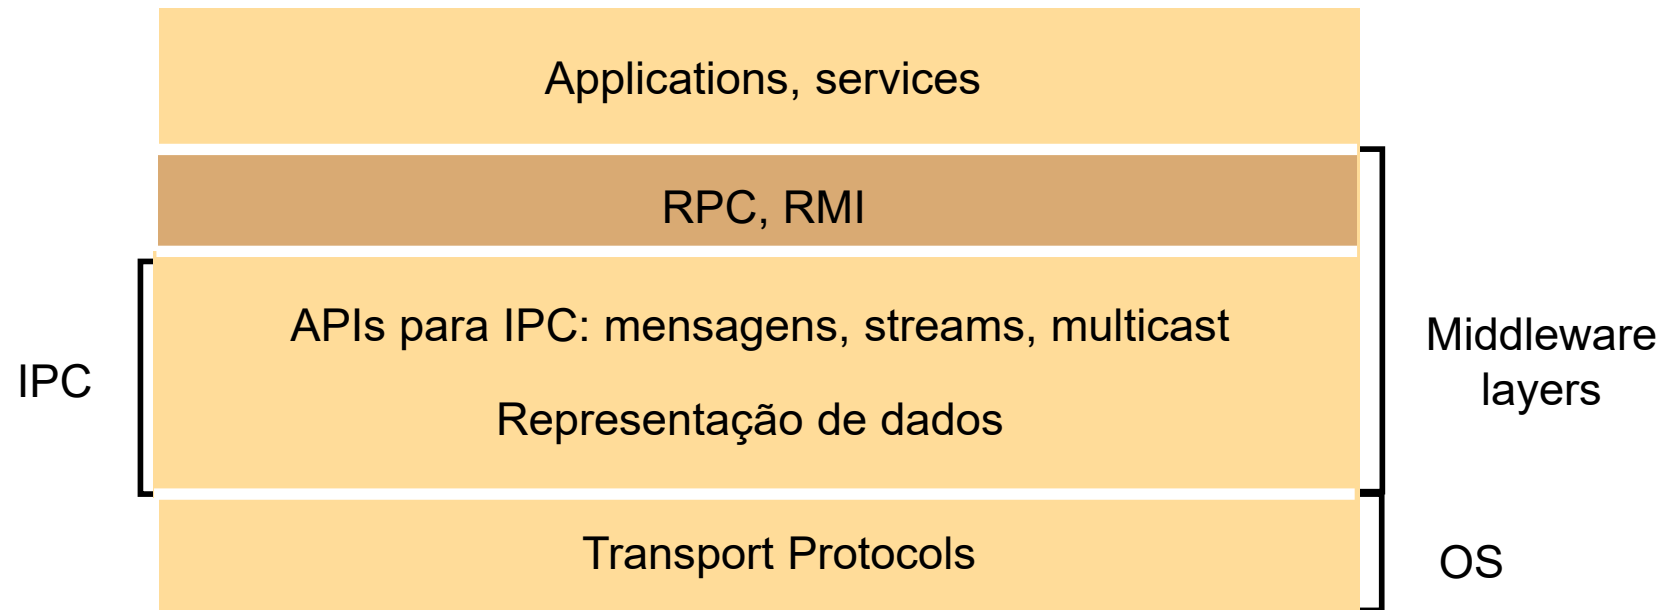 Applications, services
RPC, RMI
APIs para IPC: mensagens, streams, multicast
Representação de dados
IPC
Middleware
layers
Transport Protocols
OS